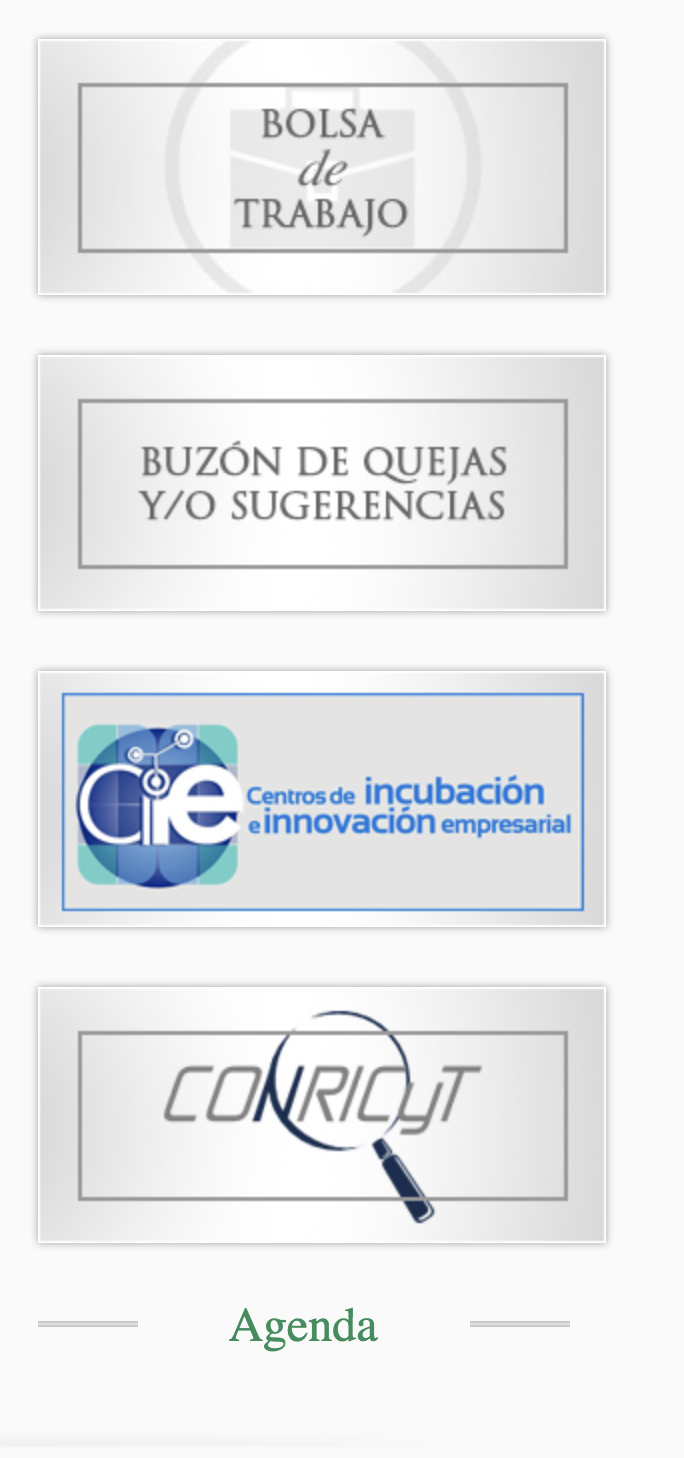 BOLSA
de
TRABAJO
BUZÓN DE QUEJAS
Y/O SUGERENCIAS
Cie
Centros de incubación
e innovación empresarial
CONRICyT
Agenda